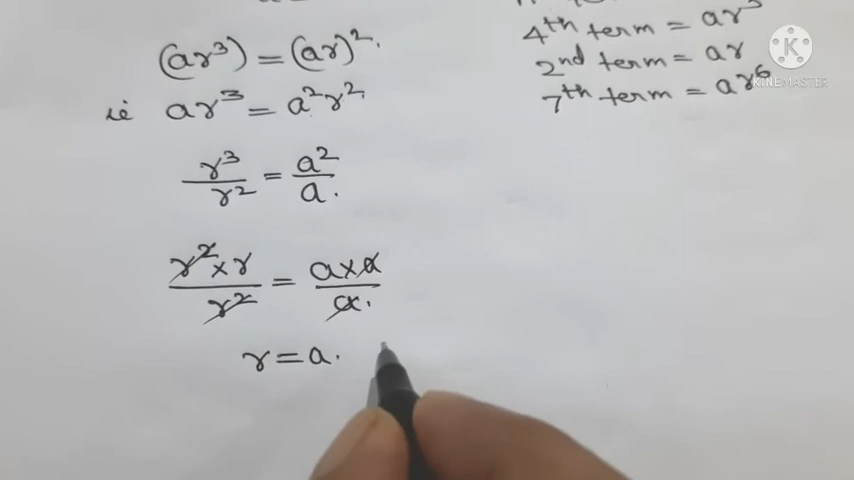 (ar³) = (ar)².
ie ar³ = a²r²
r³/r² = a²/a.
r² × r/r² = a × a/a.
r = a.
4th term = ar³
2nd term = ar
7th term = ar⁶
KINEMASTER